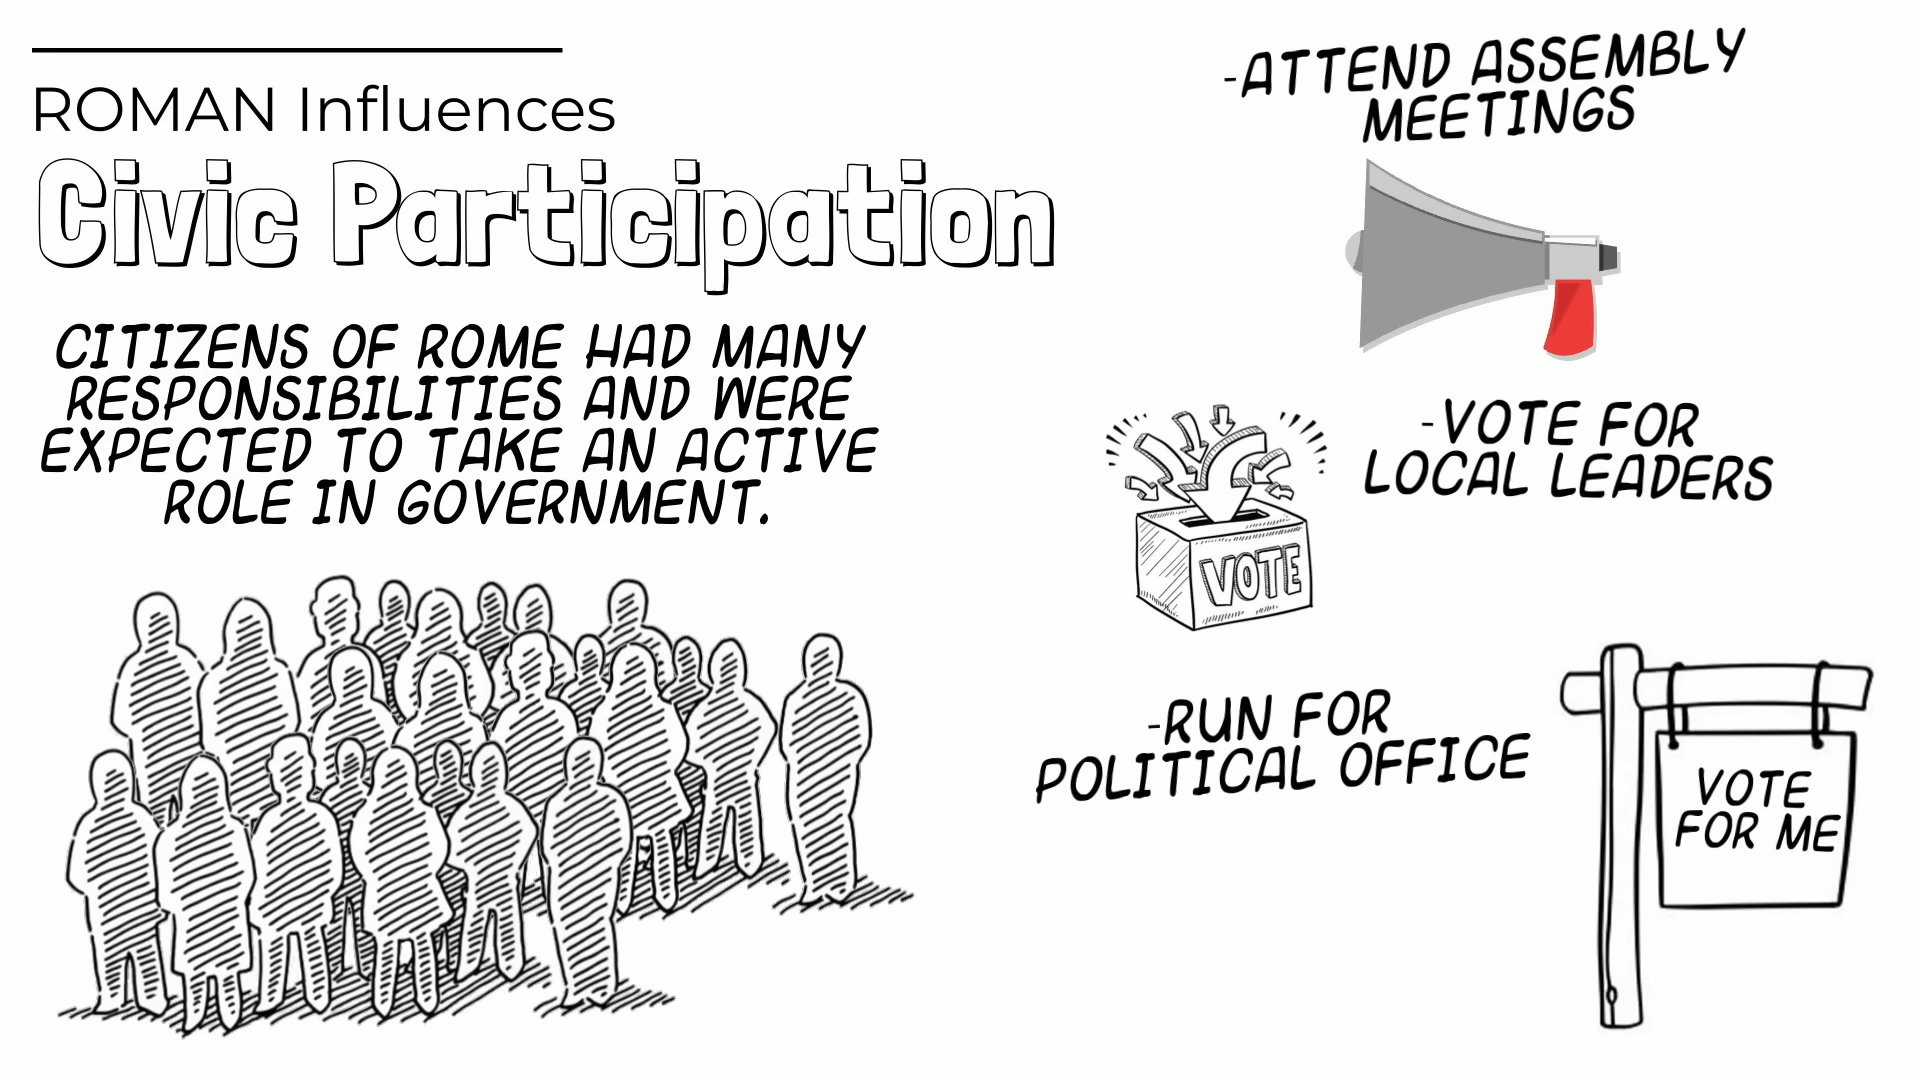 ROMAN Influences
Civic Participation
CITIZENS OF ROME HAD MANY
RESPONSIBILITIES AND WERE
EXPECTED TO TAKE AN ACTIVE
ROLE IN GOVERNMENT.
-ATTEND ASSEMBLY
MEETINGS
-VOTE FOR
LOCAL LEADERS
VOTE
-RUN FOR
POLITICAL OFFICE
VOTE
FOR ME